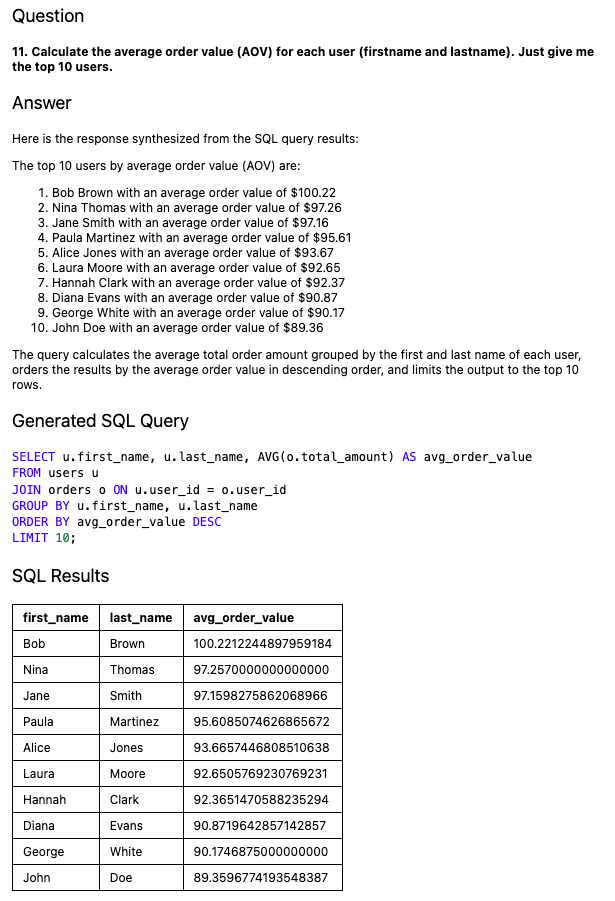 Question
11. Calculate the average order value (AOV) for each user (firstname and lastname). Just give me
the top 10 users.
Answer
Here is the response synthesized from the SQL query results:
The top 10 users by average order value (AOV) are:
1. Bob Brown with an average order value of $100.22
2. Nina Thomas with an average order value of $97.26
3. Jane Smith with an average order value of $97.16
4. Paula Martinez with an average order value of $95.61
5. Alice Jones with an average order value of $93.67
6. Laura Moore with an average order value of $92.65
7. Hannah Clark with an average order value of $92.37
8. Diana Evans with an average order value of $90.87
9. George White with an average order value of $90.17
10. John Doe with an average order value of $89.36
The query calculates the average total order amount grouped by the first and last name of each user,
orders the results by the average order value in descending order, and limits the output to the top 10
rows.
Generated SQL Query
SELECT u.first_name, u.last_name, AVG(o.total_amount) AS avg_order_value
FROM users u
JOIN orders o ON u.user_id = o.user_id
GROUP BY u.first_name, u.last_name
ORDER BY avg_order_value DESC
LIMIT 10;
SQL Results
first_name last_name avg_order_value
Bob Brown 100.2212244897959184
Nina Thomas 97.2570000000000000
Jane Smith 97.1598275862068966
Paula Martinez 95.6085074626865672
Alice Jones 93.6657446808510638
Laura Moore 92.6505769230769231
Hannah Clark 92.3651470588235294
Diana Evans 90.8719642857142857
George White 90.1746875000000000
John Doe 89.3596774193548387